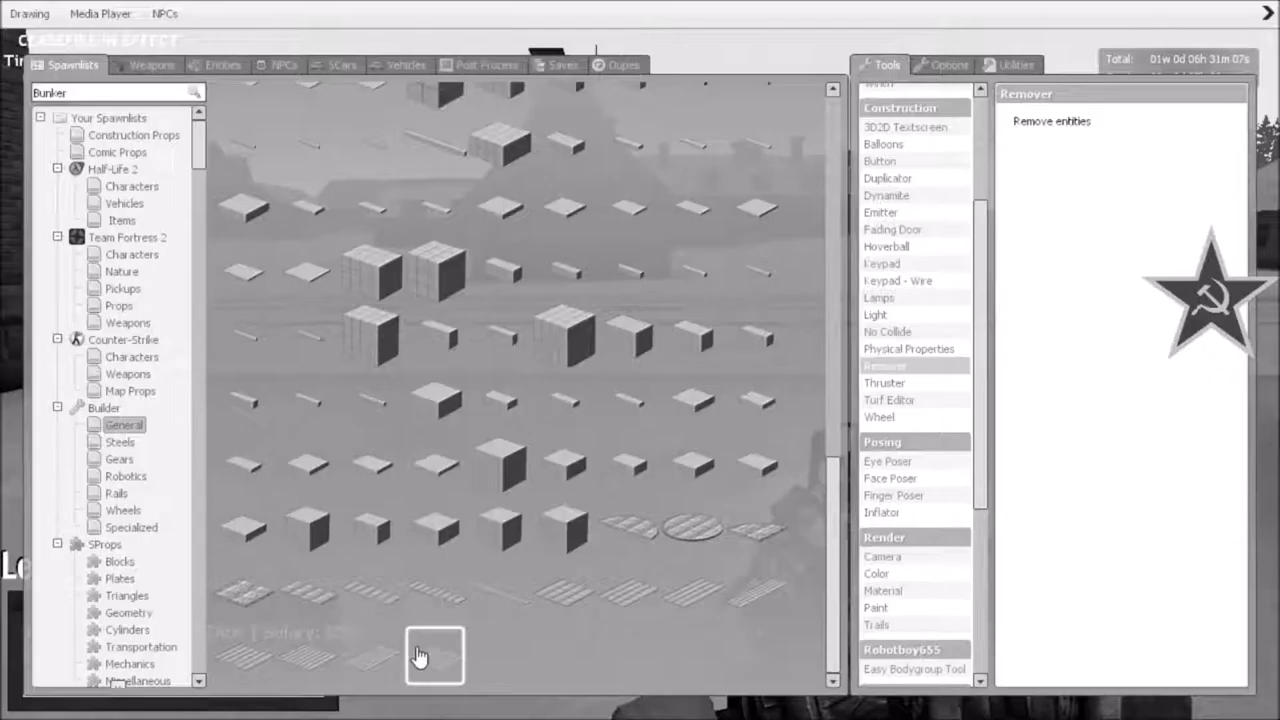 Drawing Media Player NPCs
CEASEFIRE IN EFFECT
Spawnlists Weapons Entities NPCs SCars Vehicles Post Process Saves Dupes
Bunker
Your Spawnlists
Construction Props
Comic Props
Half-Life 2
Characters
Vehicles
Items
Team Fortress 2
Characters
Nature
Pickups
Props
Weapons
Counter-Strike
Characters
Weapons
Map Props
Builder
General
Steels
Gears
Robotics
Rails
Wheels
Specialized
SProps
Blocks
Plates
Triangles
Geometry
Cylinders
Transportation
Mechanics
Miscellaneous
Tools Options Utilities
Total: 01w 0d 06h 31m 07s
Construction
3D2D Textscreen
Balloons
Button
Duplicator
Dynamite
Emitter
Fading Door
Hoverball
Keypad
Keypad - Wire
Lamps
Light
No Collide
Physical Properties
Remover
Thruster
Turf Editor
Wheel
Posing
Eye Poser
Face Poser
Finger Poser
Inflator
Render
Camera
Color
Material
Paint
Trails
Robotboy655
Easy Bodygroup Tool
Remover
Remove entities